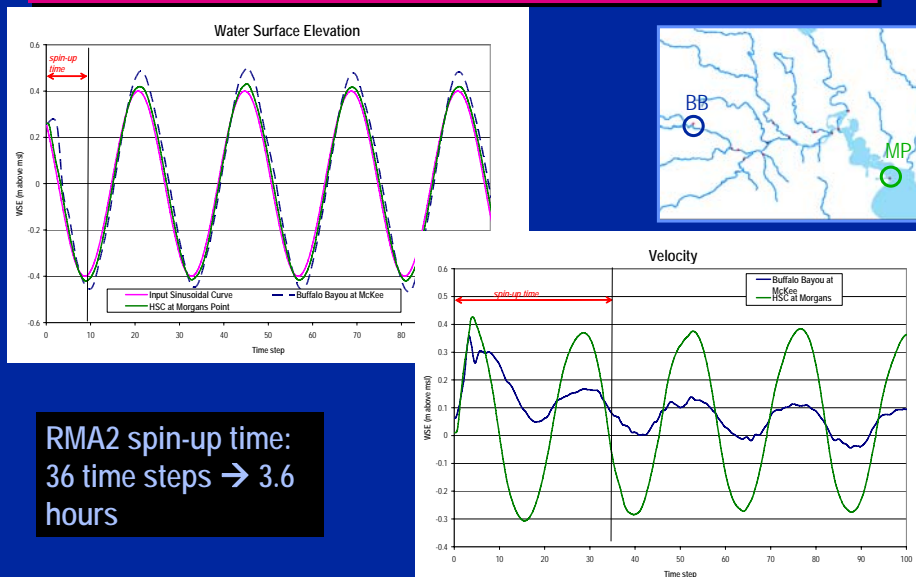 Water Surface Elevation
spin-up
time
WSE (m above msl)
0.6
0.4
0.2
0
-0.2
-0.4
-0.6
Input Sinusoidal Curve
Buffalo Bayou at McKee
HSC at Morgans Point
0 10 20 30 40 50 60 70 80
Time step
BB
MP
Velocity
spin-up time
Buffalo Bayou at
McKee
HSC at Morgans
WSE (m above msl)
0.6
0.5
0.4
0.3
0.2
0.1
0
-0.1
-0.2
-0.3
-0.4
0 10 20 30 40 50 60 70 80 90 100
Time step
RMA2 spin-up time:
36 time steps → 3.6
hours